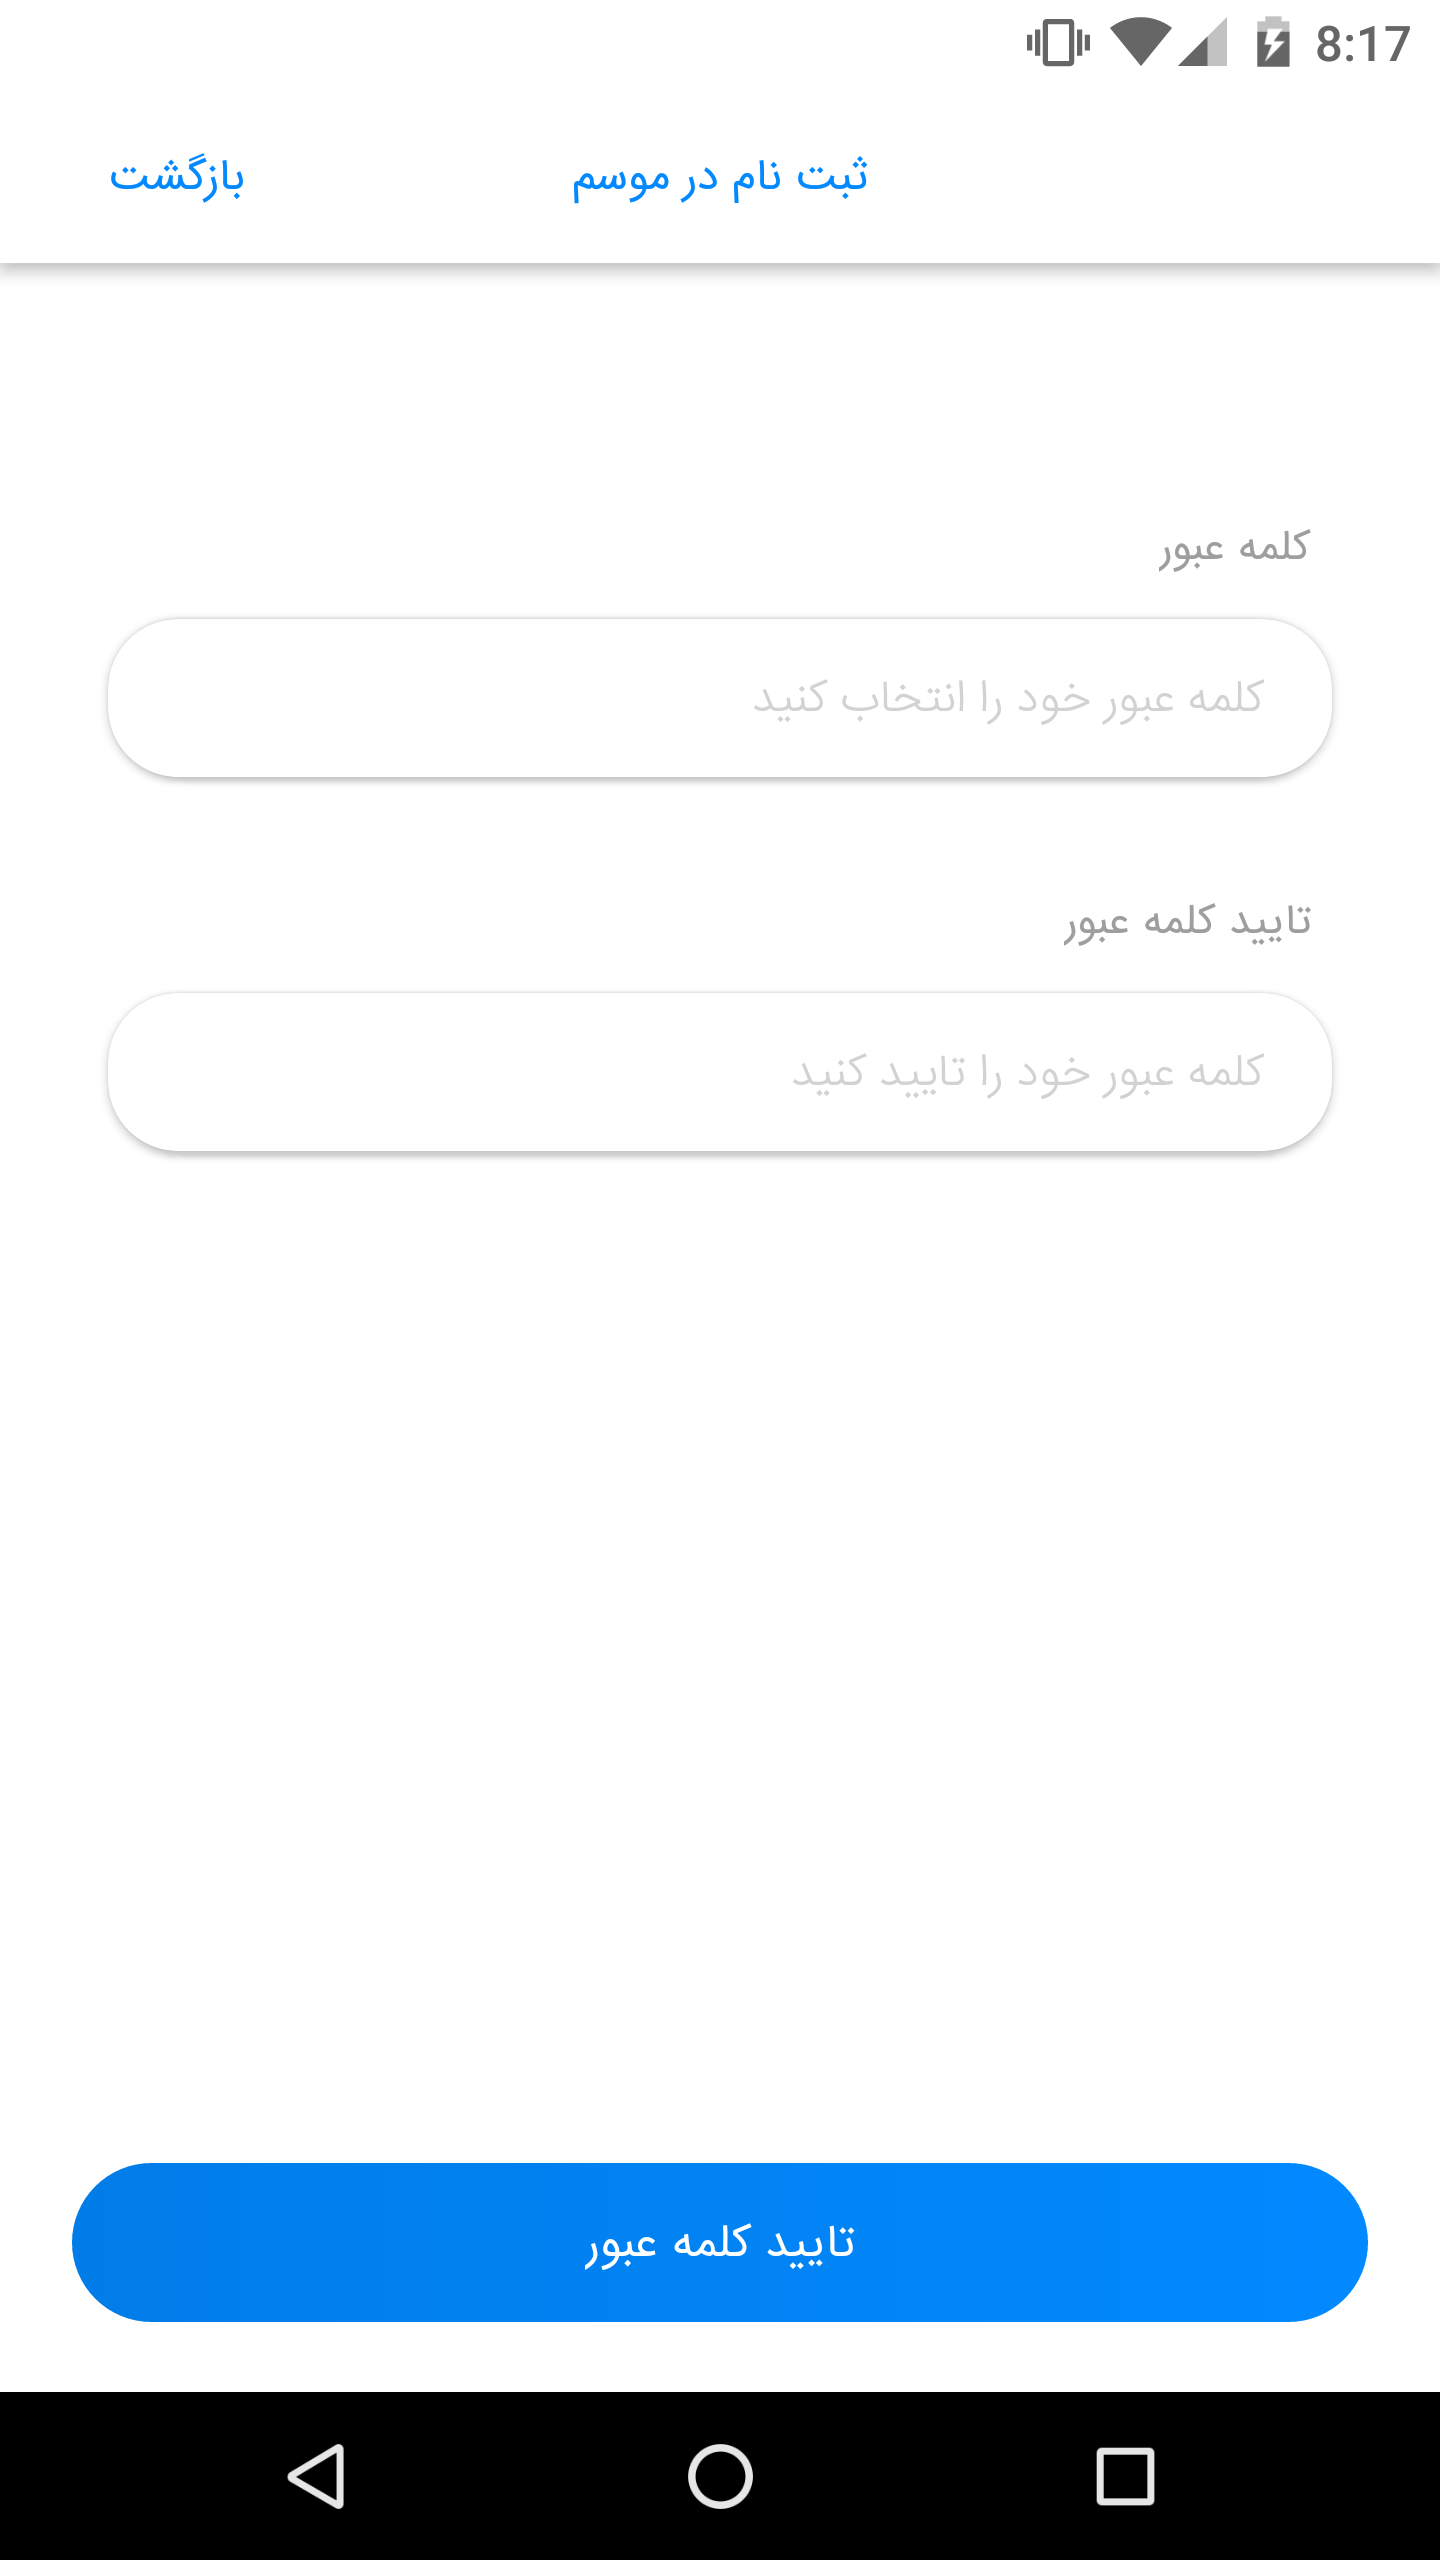 8:17
ثبت نام در موسم
بازگشت
کلمه عبور
کلمه عبور خود را انتخاب کنید
تایید کلمه عبور
کلمه عبور خود را تایید کنید
تایید کلمه عبور